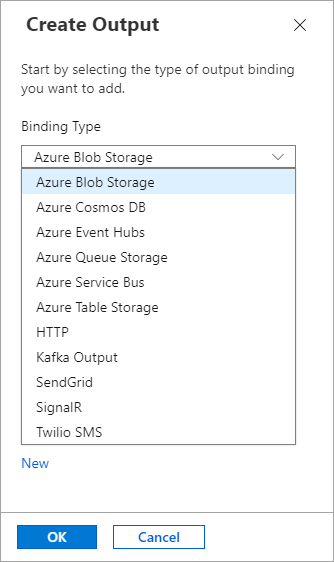 Create Output
Start by selecting the type of output binding
you want to add.
Binding Type
Azure Blob Storage
Azure Blob Storage
Azure Cosmos DB
Azure Event Hubs
Azure Queue Storage
Azure Service Bus
Azure Table Storage
HTTP
Kafka Output
SendGrid
SignalR
Twilio SMS
New
OK
Cancel